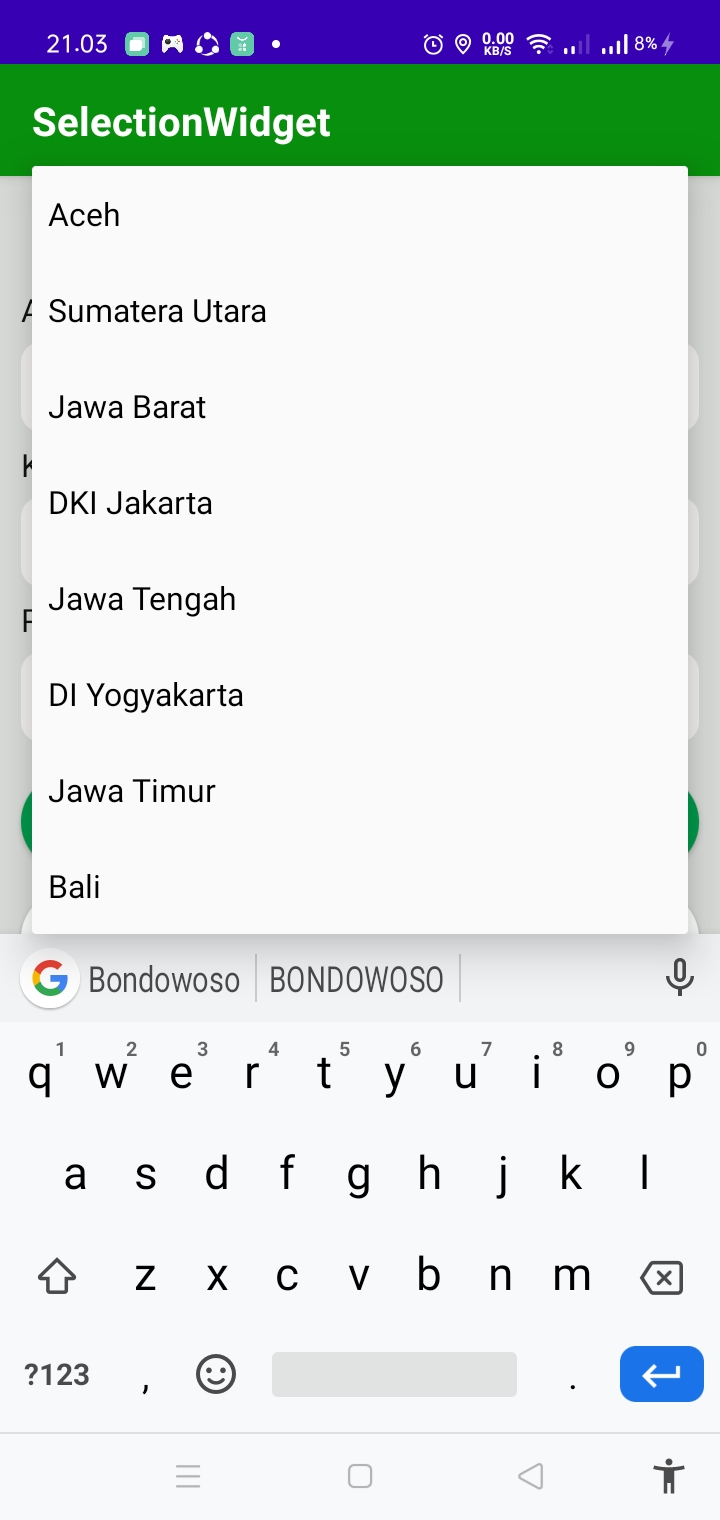 21.03
0.00
KB/S
8%
SelectionWidget
Aceh
A
Sumatera Utara
Jawa Barat
K
DKI Jakarta
Jawa Tengah
DI Yogyakarta
Jawa Timur
Bali
Bondowoso BONDOWOSO
1 2 3 4 5 6 7 8 9 0
q w e r t y u i o p
a s d f g h j k l
z x c v b n m
?123 , .